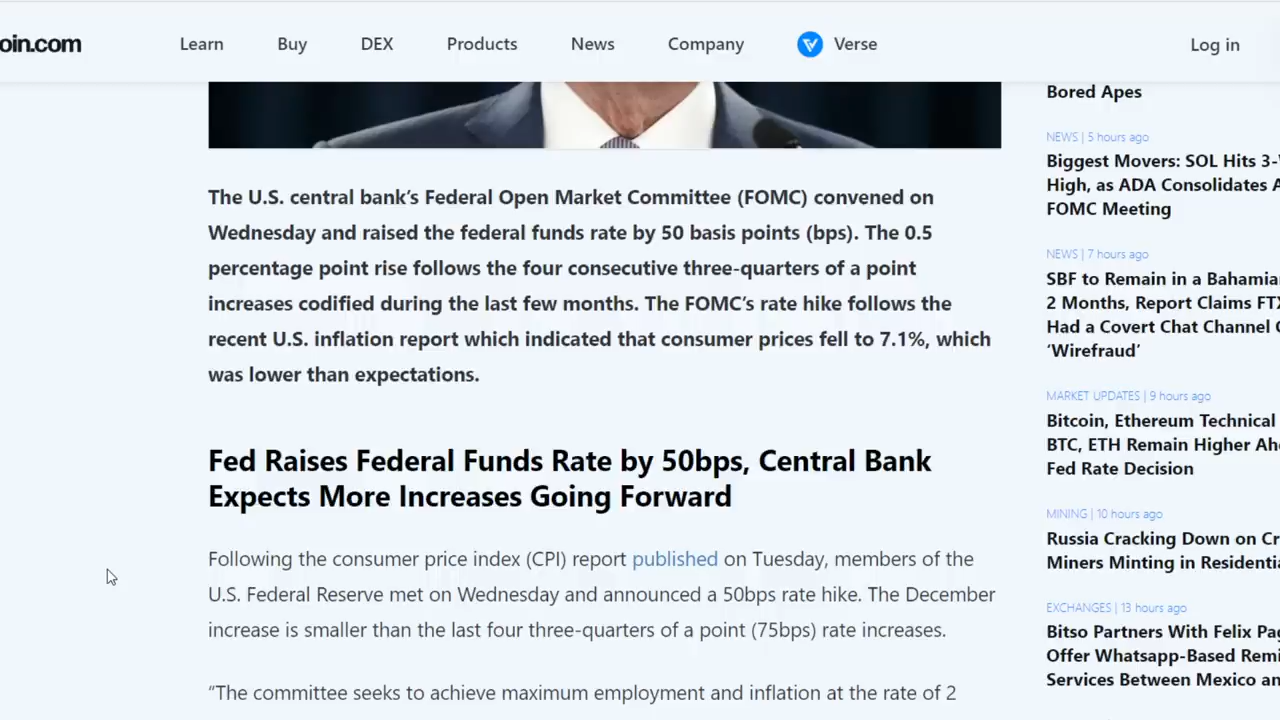 oin.com
Learn
Buy
DEX
Products
News
Company
Verse
Log in
The U.S. central bank’s Federal Open Market Committee (FOMC) convened on
Wednesday and raised the federal funds rate by 50 basis points (bps). The 0.5
percentage point rise follows the four consecutive three-quarters of a point
increases codified during the last few months. The FOMC’s rate hike follows the
recent U.S. inflation report which indicated that consumer prices fell to 7.1%, which
was lower than expectations.
Fed Raises Federal Funds Rate by 50bps, Central Bank
Expects More Increases Going Forward
Following the consumer price index (CPI) report published on Tuesday, members of the
U.S. Federal Reserve met on Wednesday and announced a 50bps rate hike. The December
increase is smaller than the last four three-quarters of a point (75bps) rate increases.
“The committee seeks to achieve maximum employment and inflation at the rate of 2
Bored Apes
NEWS | 5 hours ago
Biggest Movers: SOL Hits 3-
High, as ADA Consolidates
FOMC Meeting
NEWS | 7 hours ago
SBF to Remain in a Bahamia
2 Months, Report Claims FTX
Had a Covert Chat Channel
‘Wirefraud’
MARKET UPDATES | 9 hours ago
Bitcoin, Ethereum Technical
BTC, ETH Remain Higher Ah
Fed Rate Decision
MINING | 10 hours ago
Russia Cracking Down on Cr
Miners Minting in Residenti
EXCHANGES | 13 hours ago
Bitso Partners With Felix Pa
Offer Whatsapp-Based Remi
Services Between Mexico an